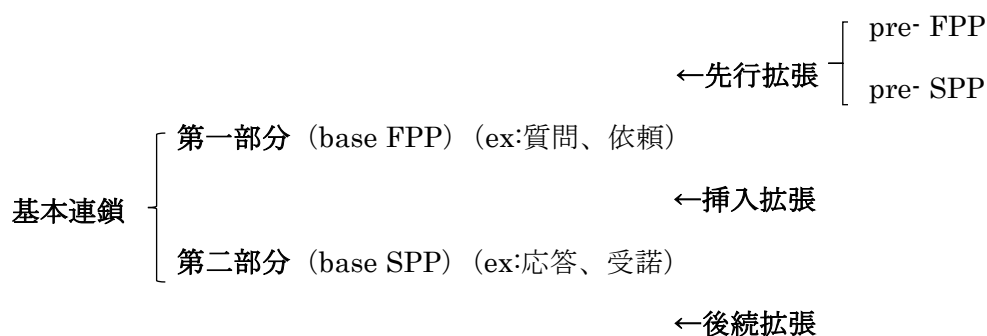 pre- FPP
←先行拡張
pre- SPP
第一部分（base FPP）（ex:質問、依頼）
基本連鎖
←挿入拡張
第二部分（base SPP）（ex:応答、受諾）
←後続拡張